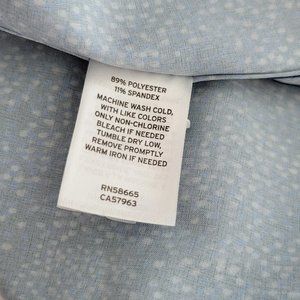 89% POLYESTER
11% SPANDEX
MACHINE WASH COLD,
WITH LIKE COLORS
ONLY NON-CHLORINE
BLEACH IF NEEDED
TUMBLE DRY LOW,
REMOVE PROMPTLY
WARM IRON IF NEEDED
RN58665
CA57963